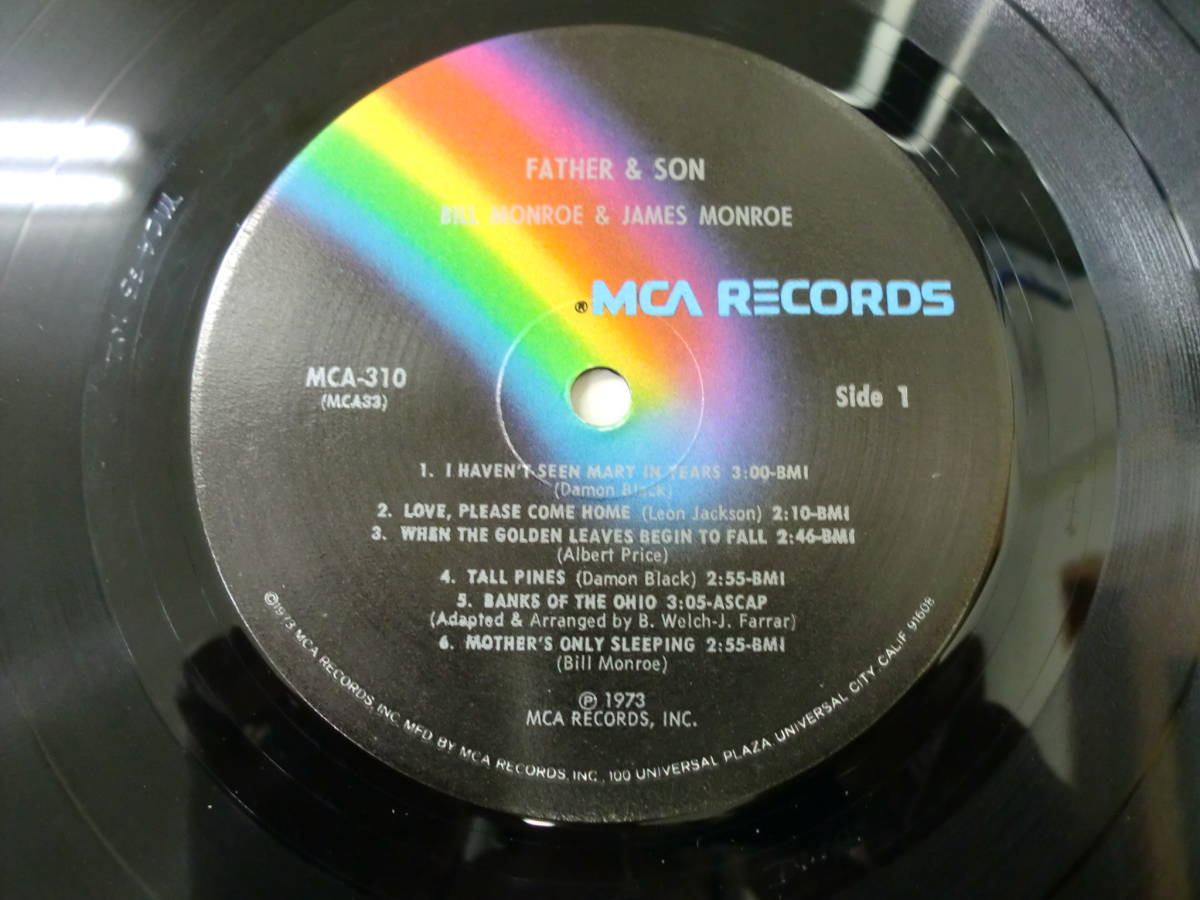 FATHER & SON
BILL MONROE & JAMES MONROE
®MCA RECORDS
MCA-310
(MCA33)
Side 1
1. I HAVEN'T SEEN MARY IN YEARS 3:00-BMI
(Damon Black)
2. LOVE, PLEASE COME HOME (Leon Jackson) 2:10-BMI
3. WHEN THE GOLDEN LEAVES BEGIN TO FALL 2:46-BMI
(Albert Price)
4. TALL PINES (Damon Black) 2:55-BMI
5. BANKS OF THE OHIO 3:05-ASCAP
(Adapted & Arranged by B. Welch-J. Farrar)
6. MOTHER'S ONLY SLEEPING 2:55-BMI
(Bill Monroe)
℗ 1973
MCA RECORDS, INC.
©1973 MCA RECORDS, INC. MFD. BY MCA RECORDS, INC., 100 UNIVERSAL PLAZA, UNIVERSAL CITY, CALIF. 91608